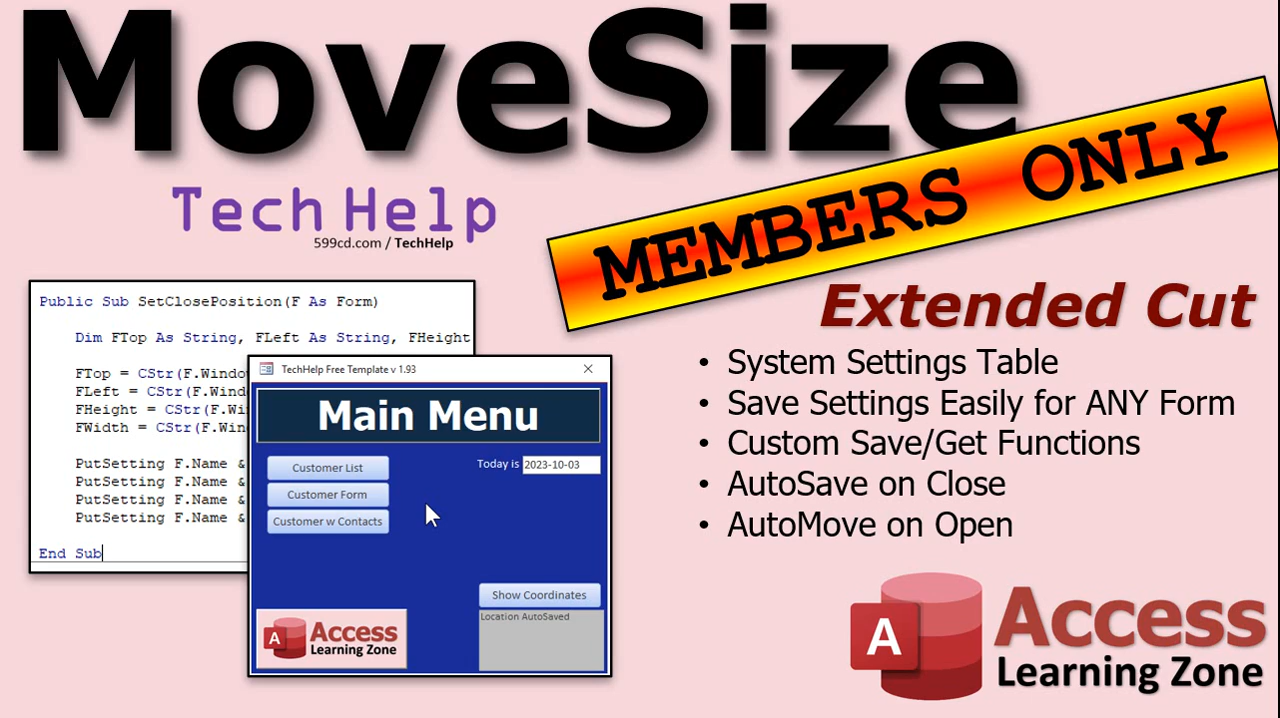 MoveSize
MEMBERS ONLY
TechHelp
599cd.com / TechHelp
Public Sub SetClosePosition(F As Form)
Dim FTop As String, FLeft As String, FHeight
FTop = CStr(F.Windo
FLeft = CStr(F.Wind
FHeight = CStr(F.Wi
FWidth = CStr(F.Win
PutSetting F.Name &
PutSetting F.Name &
PutSetting F.Name &
PutSetting F.Name &
End Sub
TechHelp Free Template v 1.93
Main Menu
Customer List
Today is 2023-10-03
Customer Form
Customer w Contacts
Show Coordinates
Location AutoSaved
A Access
Learning Zone
Extended Cut
• System Settings Table
• Save Settings Easily for ANY Form
• Custom Save/Get Functions
• AutoSave on Close
• AutoMove on Open
A Access
Learning Zone